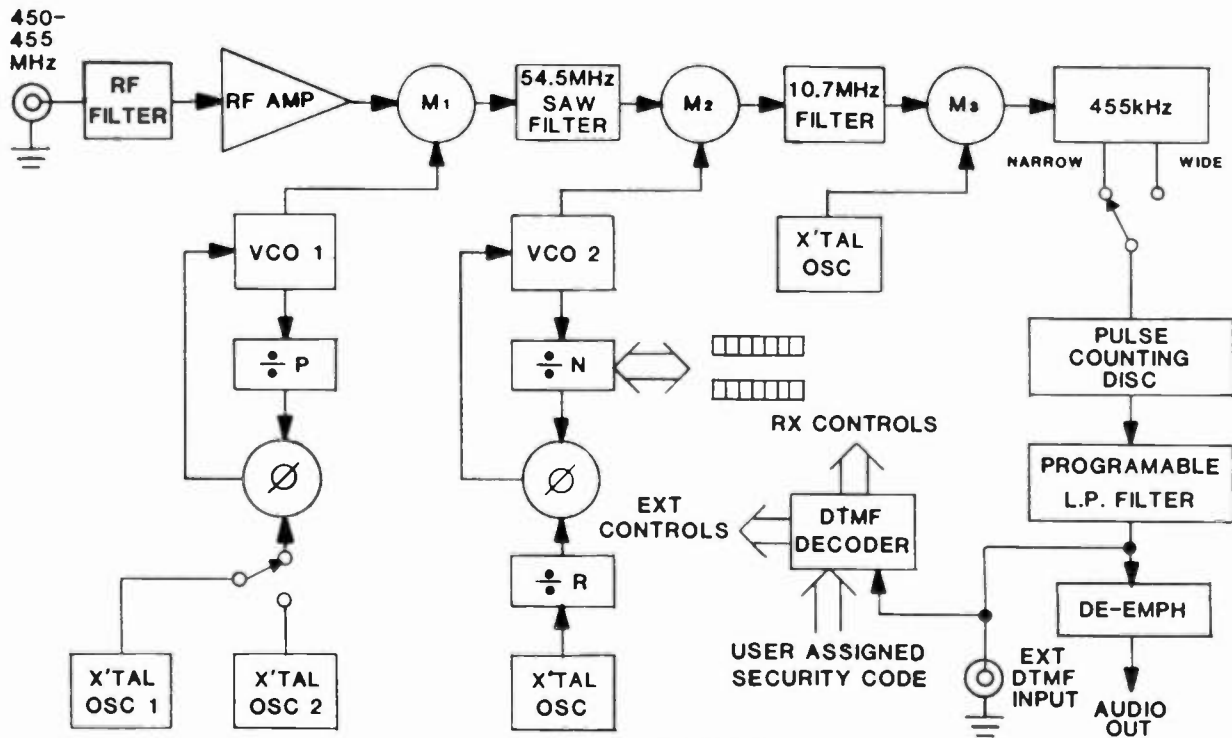 450-
455
MHz
RF
FILTER
RF AMP
M1
54.5MHz
SAW
FILTER
M2
10.7MHz
FILTER
M3
455kHz
NARROW
WIDE
VCO 1
VCO 2
X'TAL
OSC
÷ P
÷ N
PULSE
COUNTING
DISC
RX CONTROLS
PROGRAMABLE
L.P. FILTER
Ø
Ø
EXT
CONTROLS
DTMF
DECODER
÷ R
DE-EMPH
USER ASSIGNED
SECURITY CODE
EXT
DTMF
INPUT
X'TAL
OSC 1
X'TAL
OSC 2
X'TAL
OSC
AUDIO
OUT